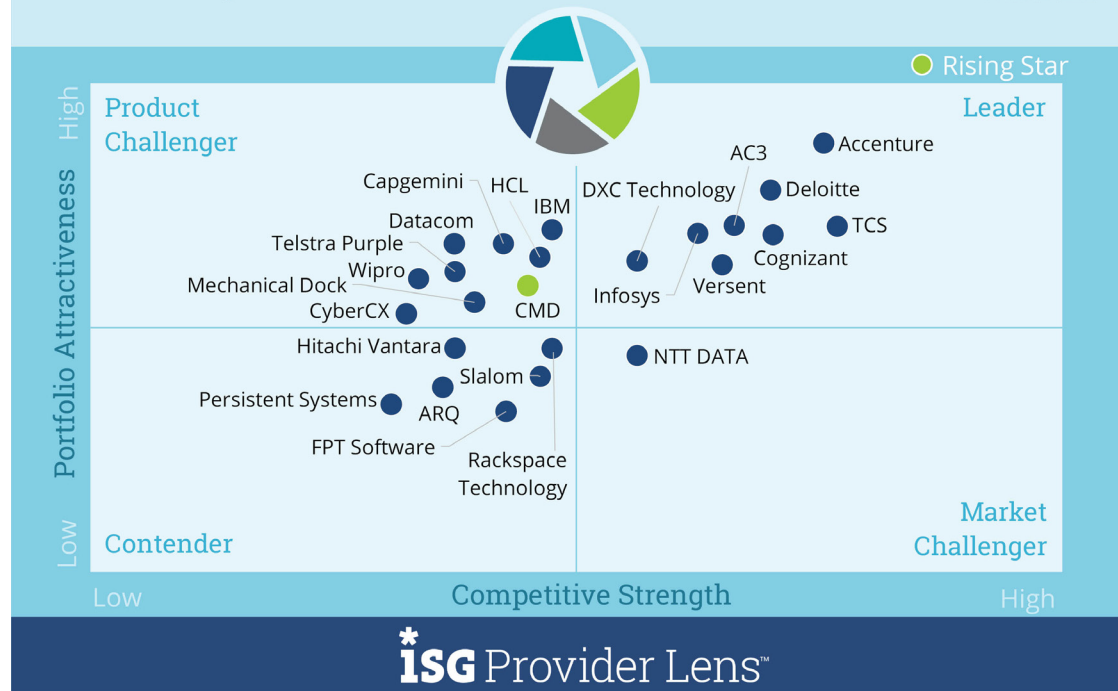 Rising Star
High
Product
Challenger
Leader
Accenture
AC3
Capgemini
HCL
DXC Technology
Deloitte
IBM
Datacom
TCS
Telstra Purple
Cognizant
Wipro
Mechanical Dock
Versent
Infosys
CyberCX
CMD
Portfolio Attractiveness
Hitachi Vantara
NTT DATA
Slalom
Persistent Systems
ARQ
FPT Software
Rackspace
Technology
Low
Contender
Market
Challenger
Low
Competitive Strength
High
*ISG Provider Lens™